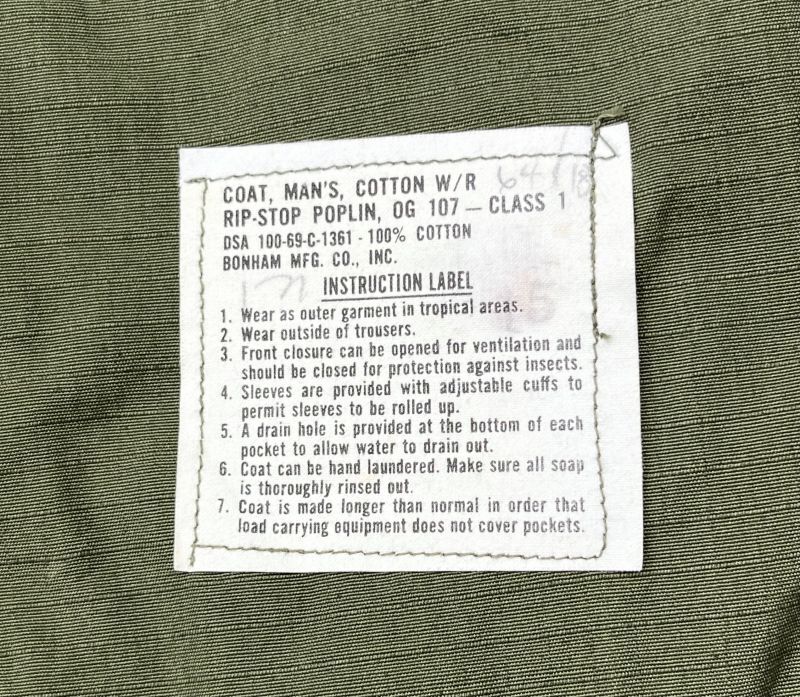 COAT, MAN'S, COTTON W/R
RIP-STOP POPLIN, OG 107 — CLASS 1
DSA 100-69-C-1361 - 100% COTTON
BONHAM MFG. CO., INC.
INSTRUCTION LABEL
1. Wear as outer garment in tropical areas.
2. Wear outside of trousers.
3. Front closure can be opened for ventilation and
should be closed for protection against insects.
4. Sleeves are provided with adjustable cuffs to
permit sleeves to be rolled up.
5. A drain hole is provided at the bottom of each
pocket to allow water to drain out.
6. Coat can be hand laundered. Make sure all soap
is thoroughly rinsed out.
7. Coat is made longer than normal in order that
load carrying equipment does not cover pockets.